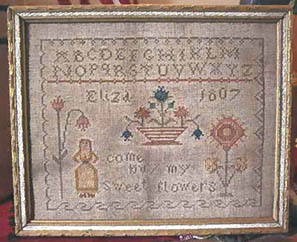 ABCDEFGHIKLM
NOPQRSTUVWXYZ
Eliza 1807
come
buy my
sweet flowers